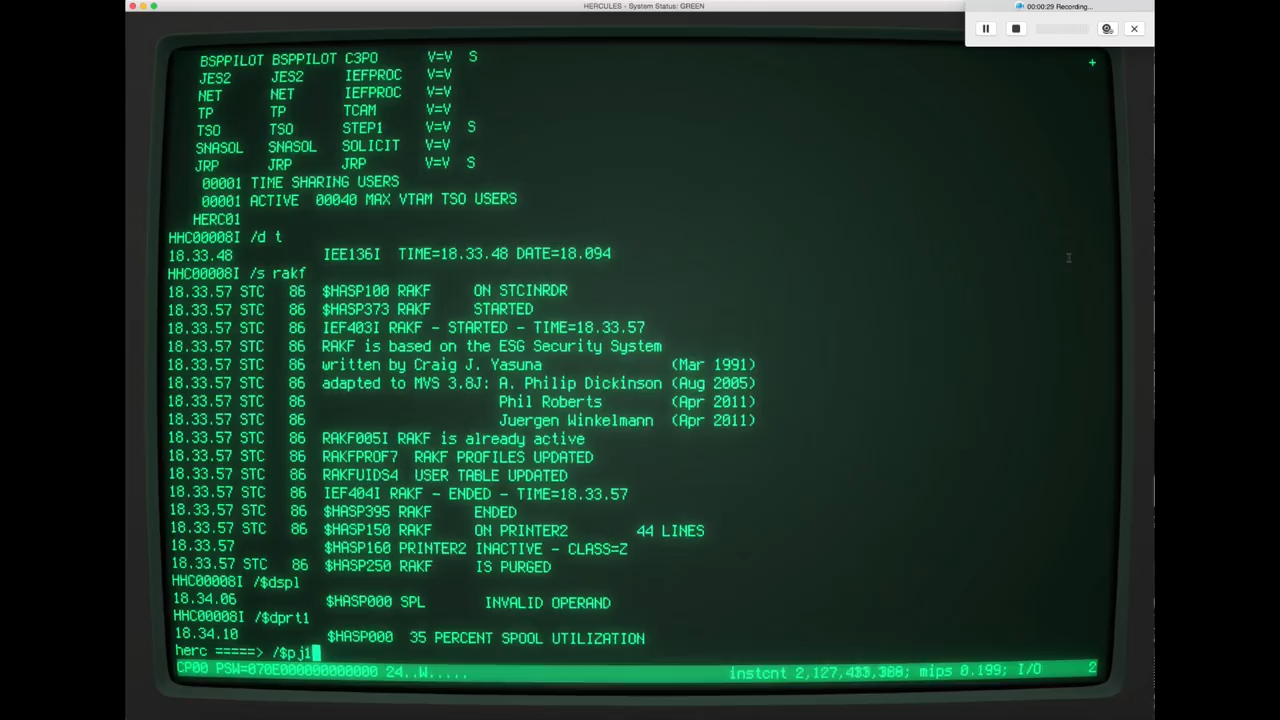 HERCULES - System Status: GREEN
00:00:29 Recording...
+
BSPPILOT BSPPILOT C3PO V=V S
JES2 JES2 IEFPROC V=V
NET NET IEFPROC V=V
TP TP TCAM V=V
TSO TSO STEP1 V=V S
SNASOL SNASOL SOLICIT V=V
JRP JRP JRP V=V S
00001 TIME SHARING USERS
00001 ACTIVE 00040 MAX VTAM TSO USERS
HERC01
HHC00008I /d t
18.33.48 IEE136I TIME=18.33.48 DATE=18.094
HHC00008I /s rakf
18.33.57 STC 86 $HASP100 RAKF ON STCINRDR
18.33.57 STC 86 $HASP373 RAKF STARTED
18.33.57 STC 86 IEF403I RAKF - STARTED - TIME=18.33.57
18.33.57 STC 86 RAKF is based on the ESG Security System
18.33.57 STC 86 written by Craig J. Yasuna (Mar 1991)
18.33.57 STC 86 adapted to MVS 3.8J: A. Philip Dickinson (Aug 2005)
18.33.57 STC 86 Phil Roberts (Apr 2011)
18.33.57 STC 86 Juergen Winkelmann (Apr 2011)
18.33.57 STC 86 RAKF005I RAKF is already active
18.33.57 STC 86 RAKFPROF7 RAKF PROFILES UPDATED
18.33.57 STC 86 RAKFUIDS4 USER TABLE UPDATED
18.33.57 STC 86 IEF404I RAKF - ENDED - TIME=18.33.57
18.33.57 STC 86 $HASP395 RAKF ENDED
18.33.57 STC 86 $HASP150 RAKF ON PRINTER2 44 LINES
18.33.57 $HASP160 PRINTER2 INACTIVE - CLASS=Z
18.33.57 STC 86 $HASP250 RAKF IS PURGED
HHC00008I /$dspl
18.34.06 $HASP000 SPL INVALID OPERAND
HHC00008I /$dprt1
18.34.10 $HASP000 35 PERCENT SPOOL UTILIZATION
herc =====> /$pj1
CP00 PSW=070E000000000000 24..W..... instcnt mips 0.199; I/O 2